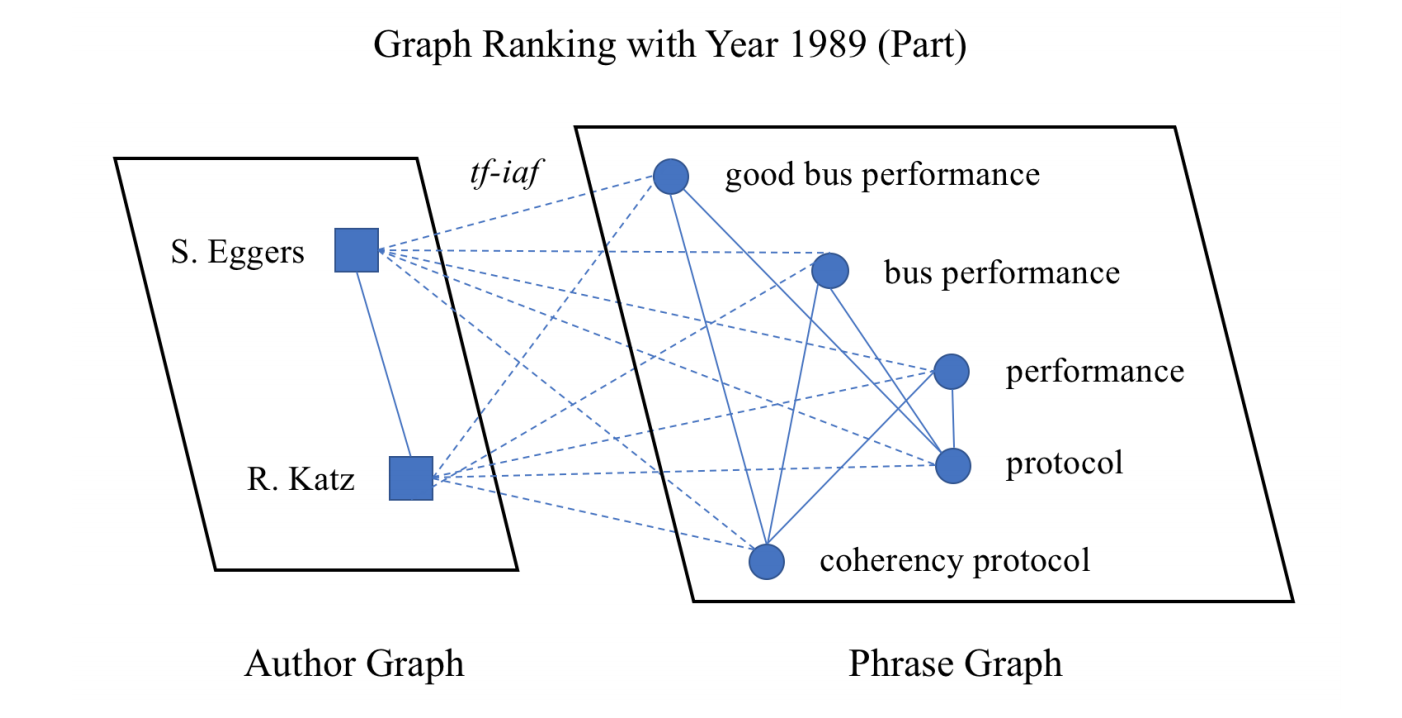 Graph Ranking with Year 1989 (Part)
tf-iaf
good bus performance
S. Eggers
bus performance
performance
protocol
R. Katz
coherency protocol
Author Graph
Phrase Graph